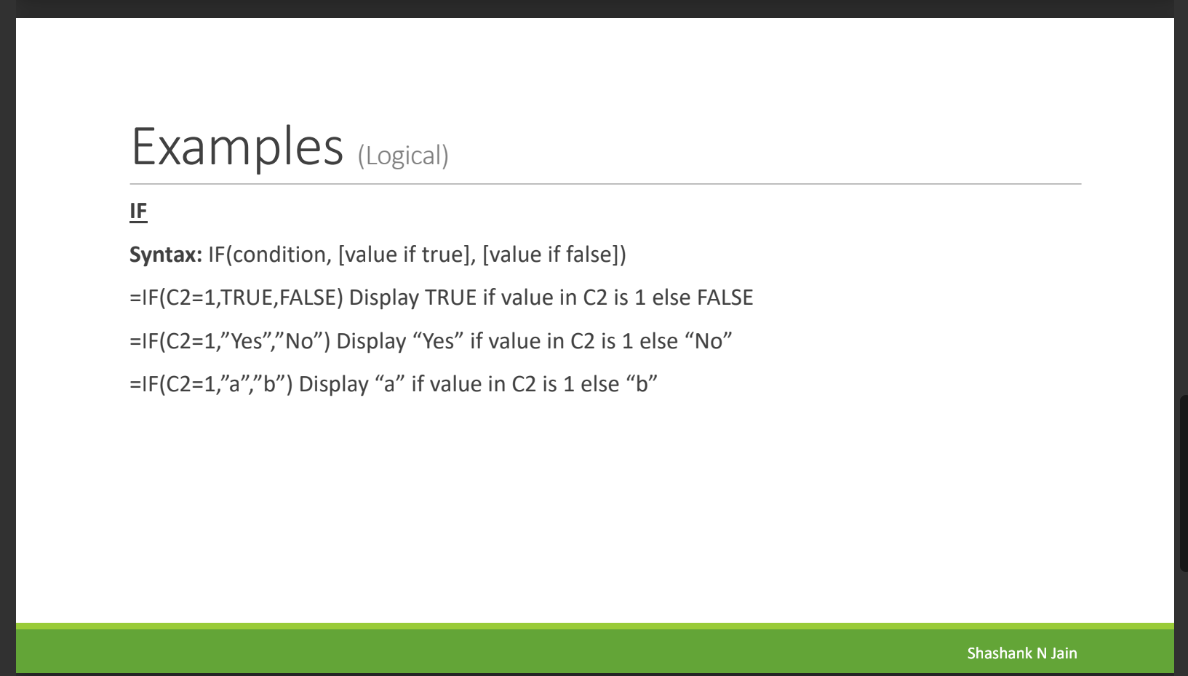 Examples (Logical)
IF
Syntax: IF(condition, [value if true], [value if false])
=IF(C2=1,TRUE,FALSE) Display TRUE if value in C2 is 1 else FALSE
=IF(C2=1,”Yes”,”No”) Display “Yes” if value in C2 is 1 else “No”
=IF(C2=1,”a”,”b”) Display “a” if value in C2 is 1 else “b”
Shashank N Jain